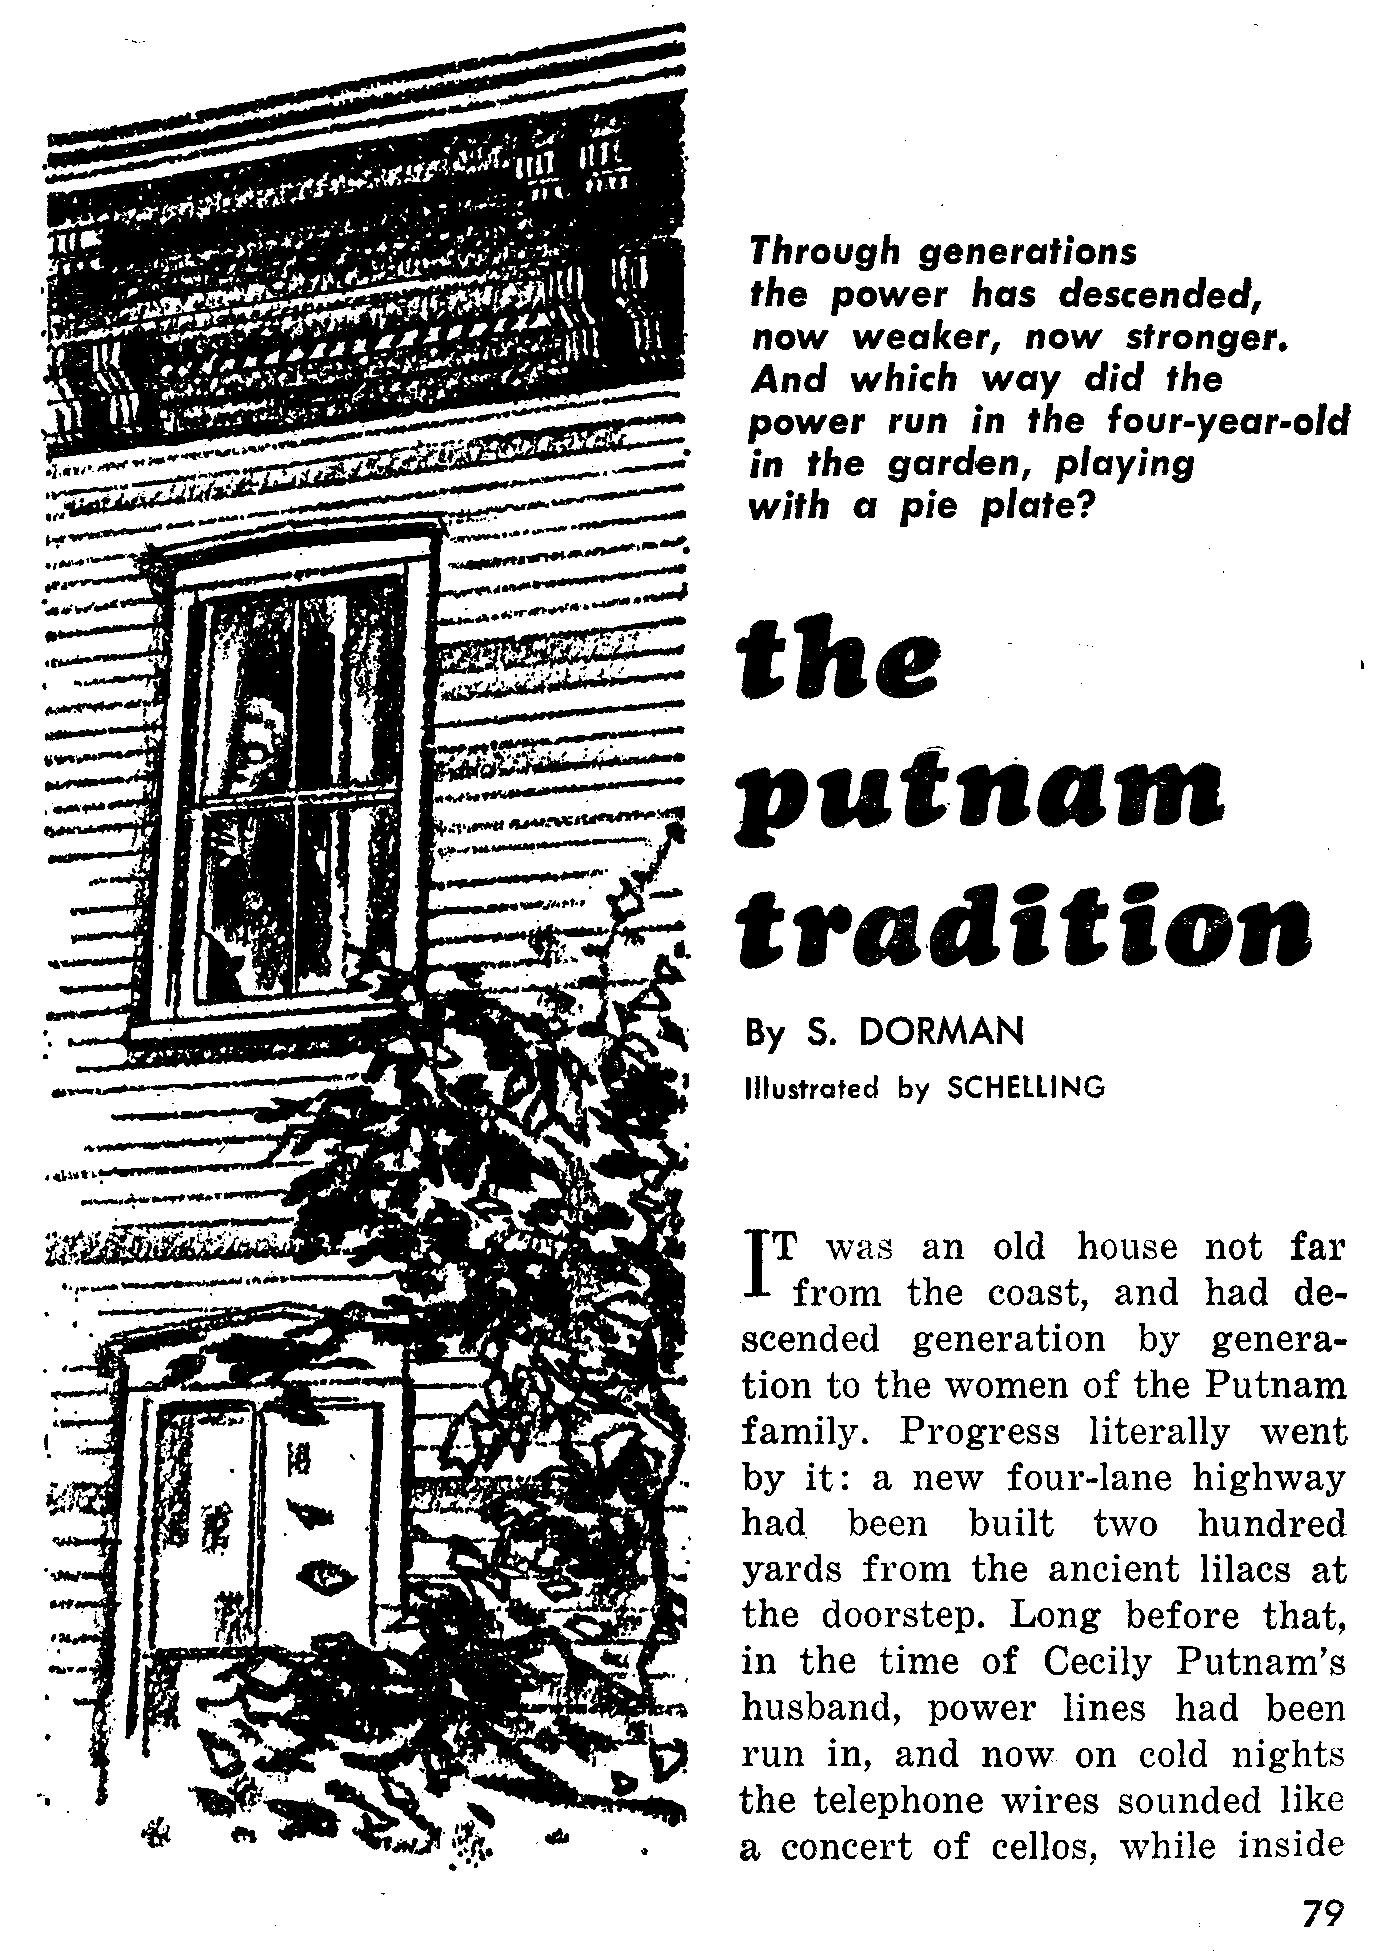 Through generations
the power has descended,
now weaker, now stronger.
And which way did the
power run in the four-year-old
in the garden, playing
with a pie plate?
the
putnam
tradition
By S. DORMAN
Illustrated by SCHELLING
IT was an old house not far
from the coast, and had de-
scended generation by genera-
tion to the women of the Putnam
family. Progress literally went
by it: a new four-lane highway
had been built two hundred
yards from the ancient lilacs at
the doorstep. Long before that,
in the time of Cecily Putnam's
husband, power lines had been
run in, and now on cold nights
the telephone wires sounded like
a concert of cellos, while inside
79